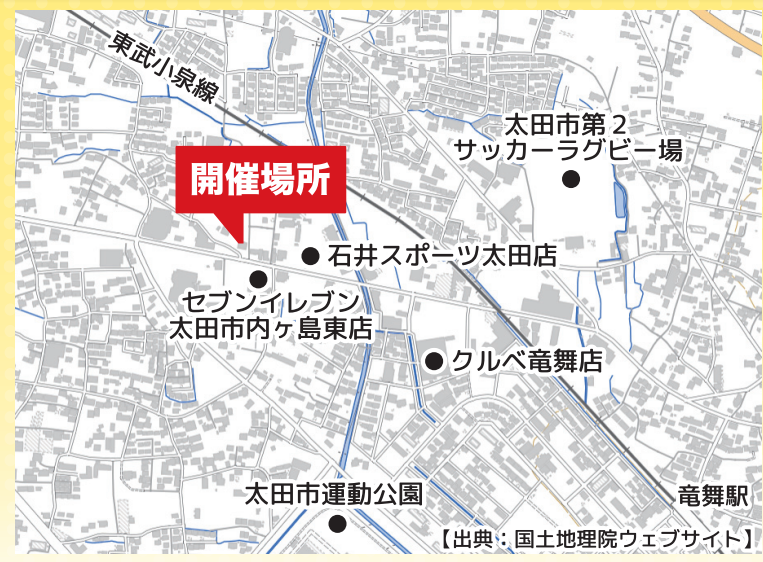 東武小泉線
太田市第２
サッカーラグビー場
開催場所
石井スポーツ太田店
セブンイレブン
太田市内ヶ島東店
クルベ竜舞店
太田市運動公園
竜舞駅
【出典：国土地理院ウェブサイト】